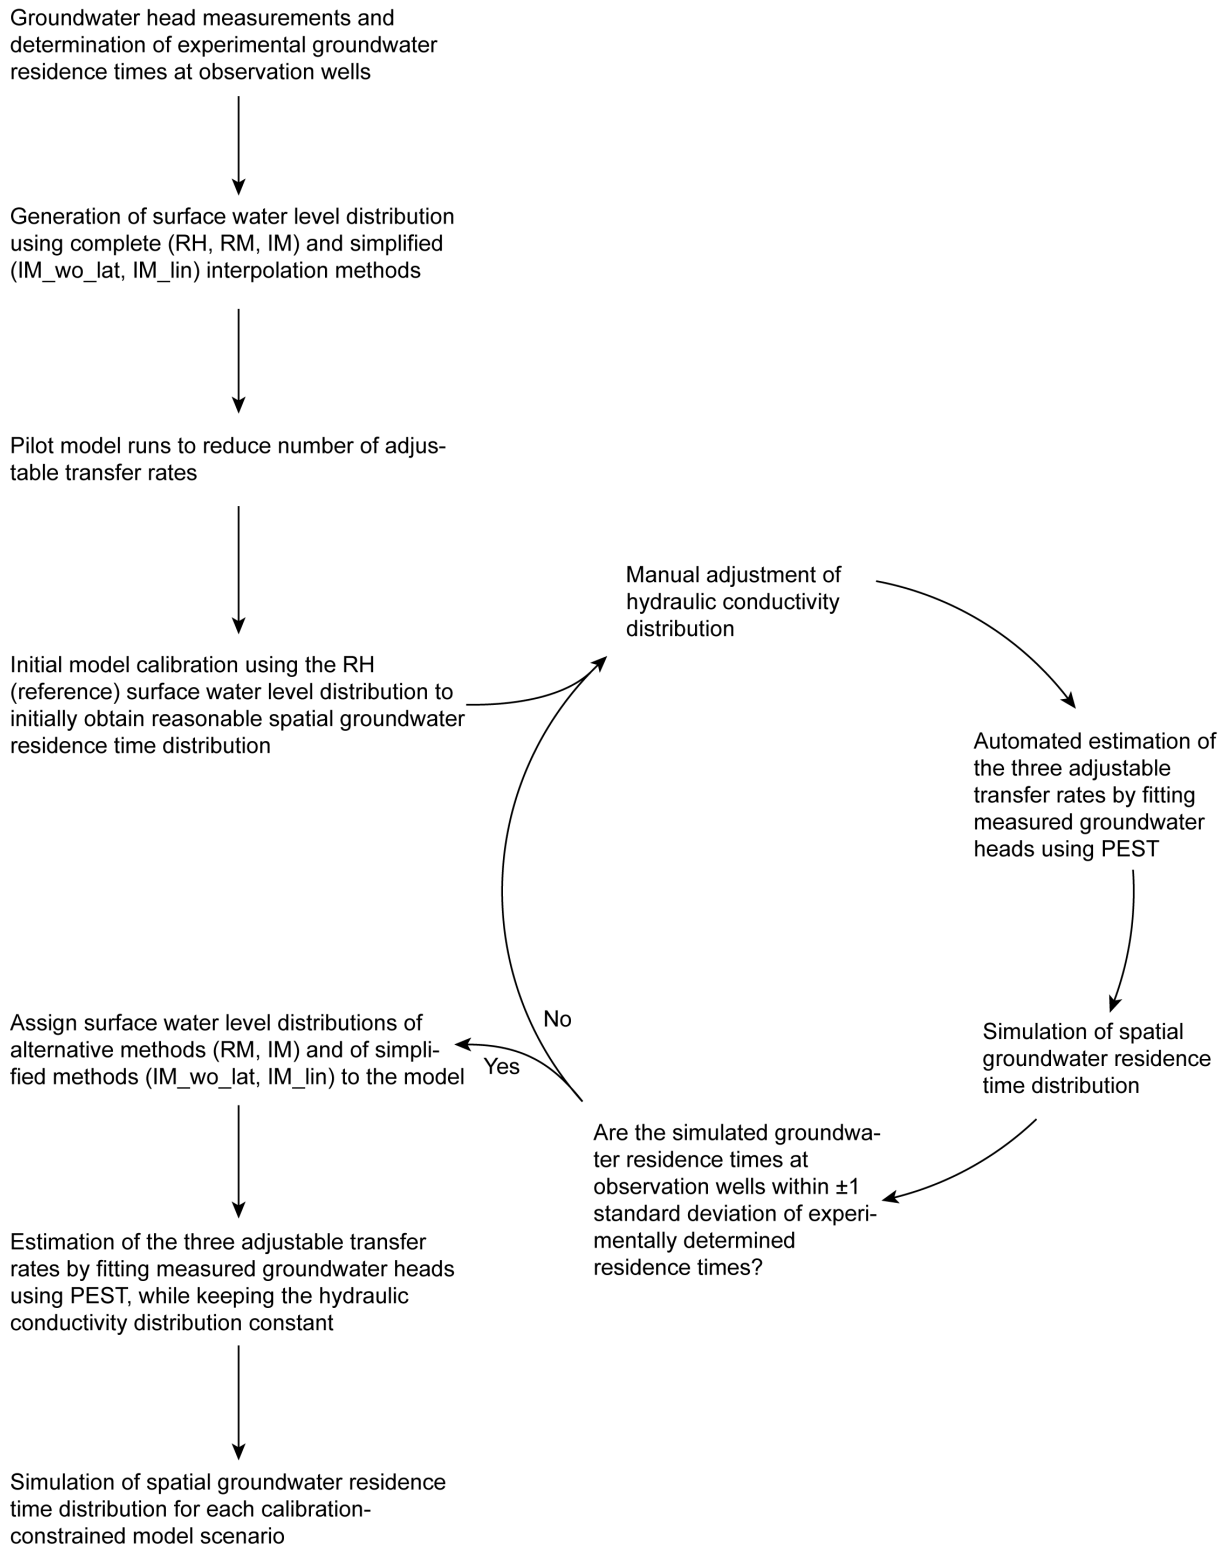 Groundwater head measurements and
determination of experimental groundwater
residence times at observation wells
Generation of surface water level distribution
using complete (RH, RM, IM) and simplified
(IM_wo_lat, IM_lin) interpolation methods
Pilot model runs to reduce number of adjus-
table transfer rates
Initial model calibration using the RH
(reference) surface water level distribution to
initially obtain reasonable spatial groundwater
residence time distribution
Manual adjustment of
hydraulic conductivity
distribution
Automated estimation of
the three adjustable
transfer rates by fitting
measured groundwater
heads using PEST
Simulation of spatial
groundwater residence
time distribution
Are the simulated groundwa-
ter residence times at
observation wells within ±1
standard deviation of experi-
mentally determined
residence times?
No
Yes
Assign surface water level distributions of
alternative methods (RM, IM) and of simpli-
fied methods (IM_wo_lat, IM_lin) to the model
Estimation of the three adjustable transfer
rates by fitting measured groundwater heads
using PEST, while keeping the hydraulic
conductivity distribution constant
Simulation of spatial groundwater residence
time distribution for each calibration-
constrained model scenario